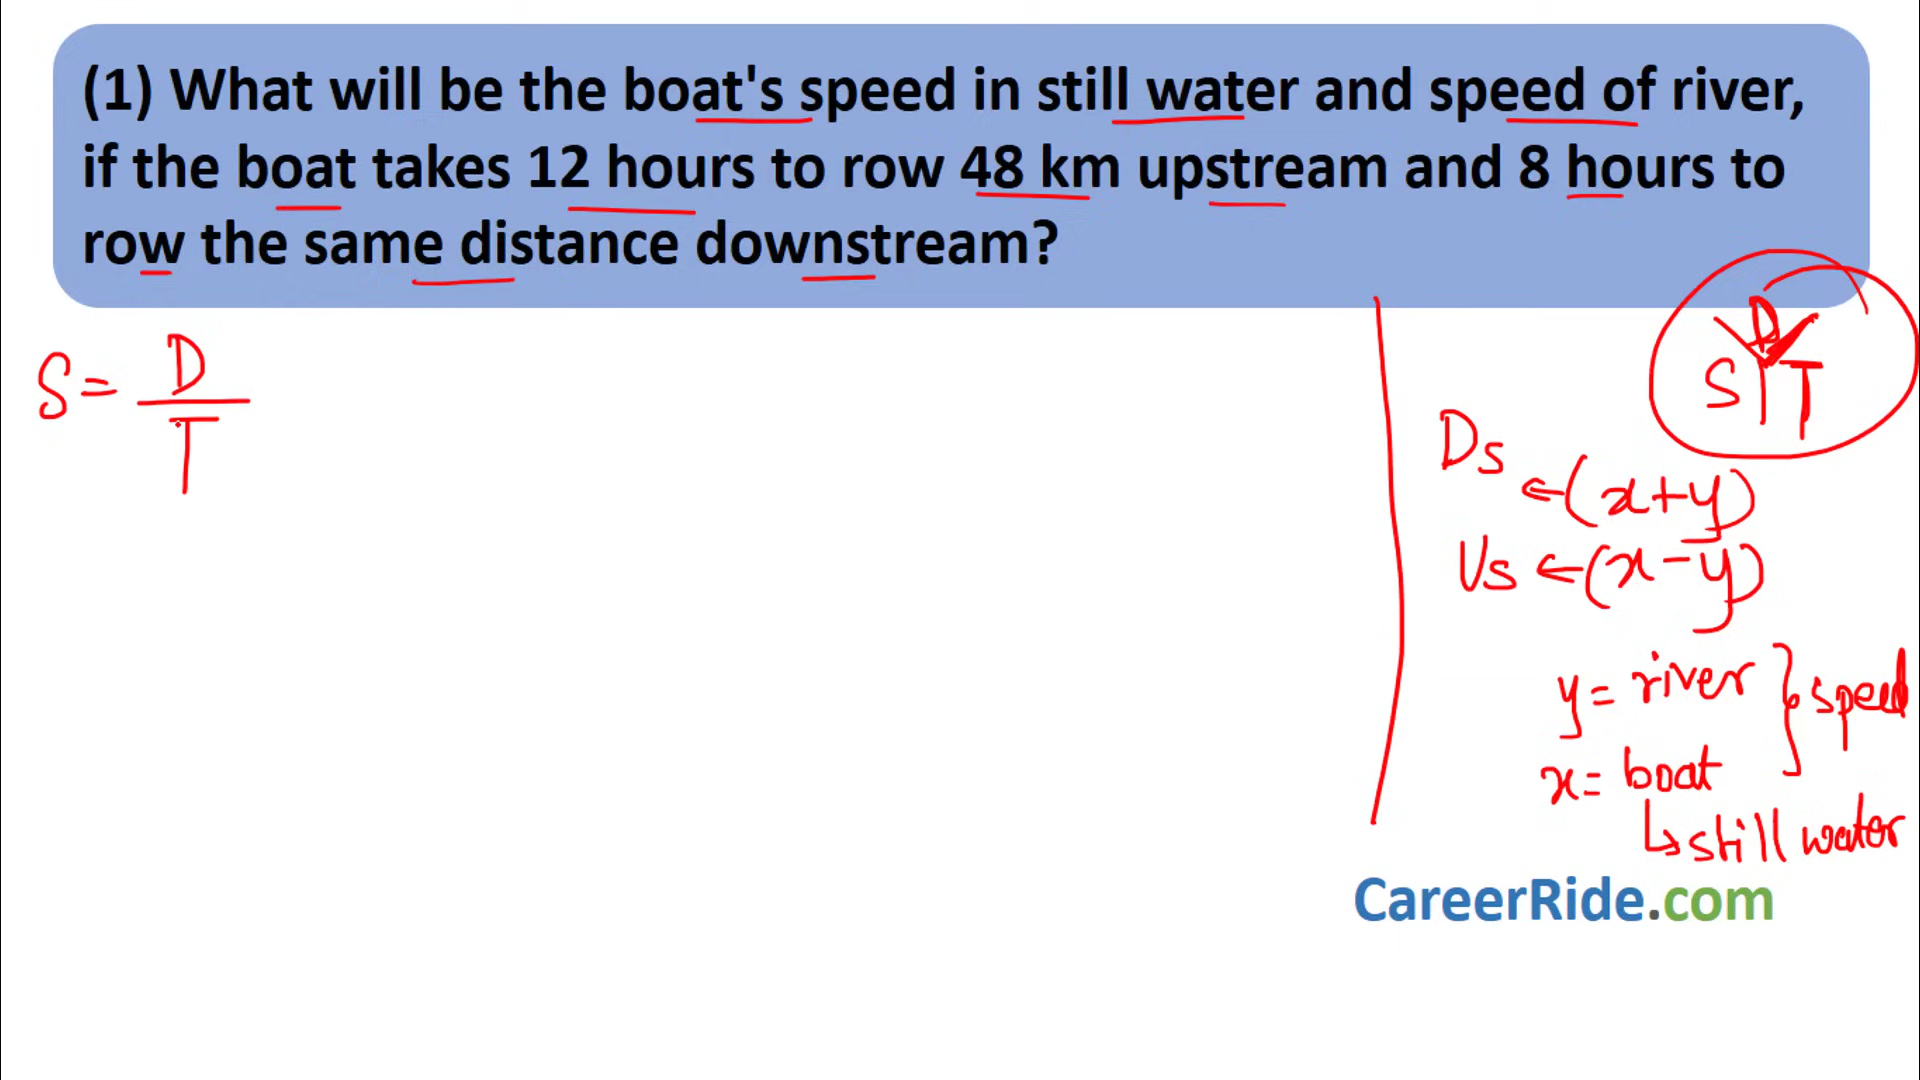 (1) What will be the boat's speed in still water and speed of river,
if the boat takes 12 hours to row 48 km upstream and 8 hours to
row the same distance downstream?
S = D
T
D
S T
Ds ← (x+y)
Us ← (x-y)
y = river } speed
x = boat
↳ still water
CareerRide.com